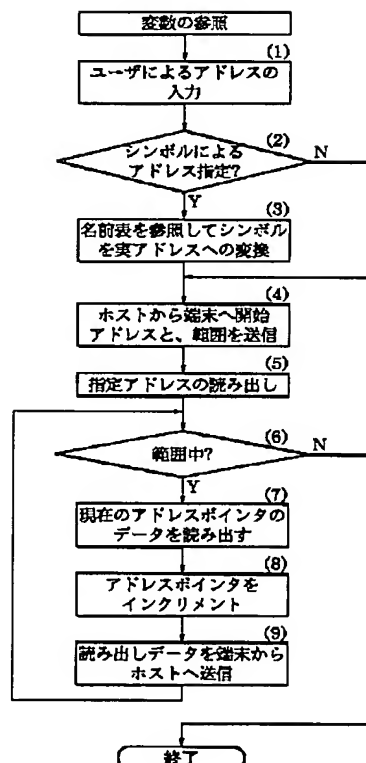 変数の参照
(1)
ユーザによるアドレスの
入力
(2)
シンボルによる
アドレス指定?
N
Y
(3)
名前表を参照してシンボル
を実アドレスへの変換
(4)
ホストから端末へ開始
アドレスと、範囲を送信
(5)
指定アドレスの読み出し
(6)
範囲中?
N
Y
(7)
現在のアドレスポインタの
データを読み出す
(8)
アドレスポインタを
インクリメント
(9)
読み出しデータを端末から
ホストへ送信
終了